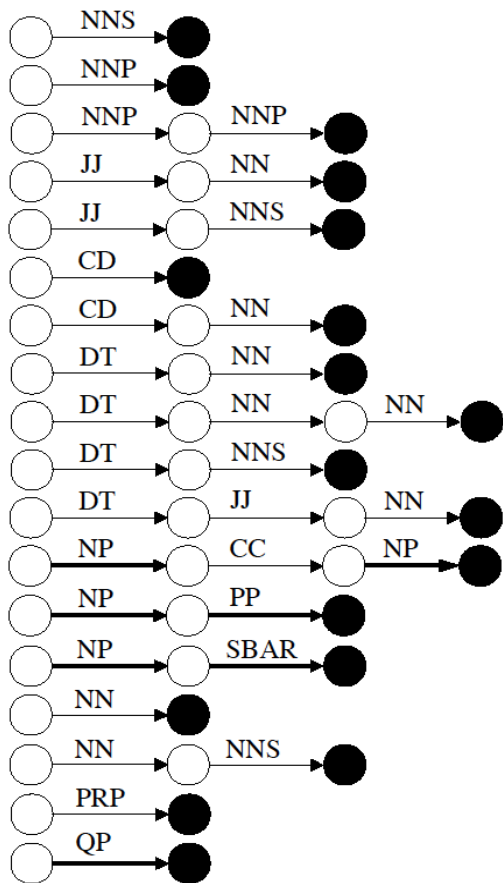 NNS
NNP
NNP NNP
JJ NN
JJ NNS
CD
CD NN
DT NN
DT NN NN
DT NNS
DT JJ NN
NP CC NP
NP PP
NP SBAR
NN
NN NNS
PRP
QP